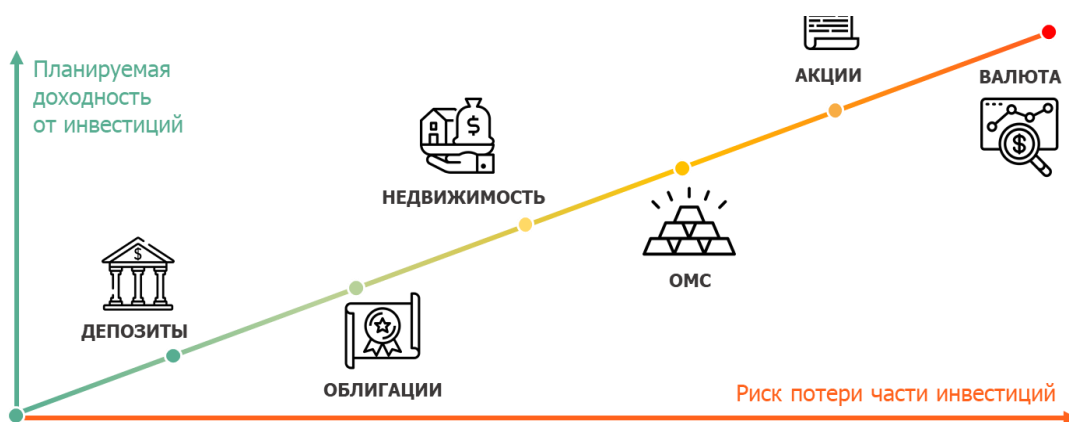 Планируемая
доходность
от инвестиций
АКЦИИ
ВАЛЮТА
$
$
НЕДВИЖИМОСТЬ
$
ОМС
ДЕПОЗИТЫ
ОБЛИГАЦИИ
Риск потери части инвестиций